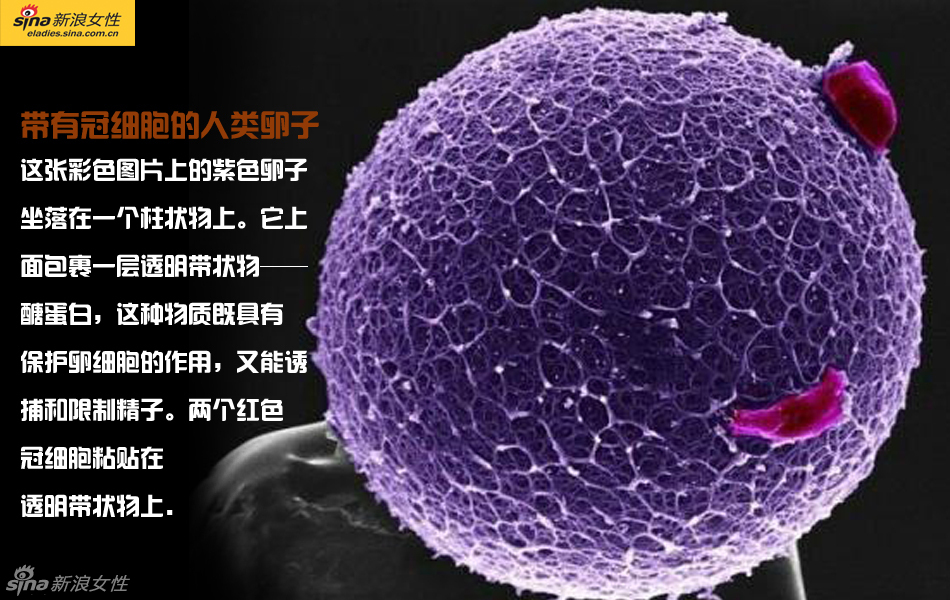 sina新浪女性
eladies.sina.com.cn
带有冠细胞的人类卵子
这张彩色图片上的紫色卵子
坐落在一个柱状物上。它上
面包裹一层透明带状物——
醣蛋白，这种物质既具有
保护卵细胞的作用，又能诱
捕和限制精子。两个红色
冠细胞粘贴在
透明带状物上.
sina新浪女性